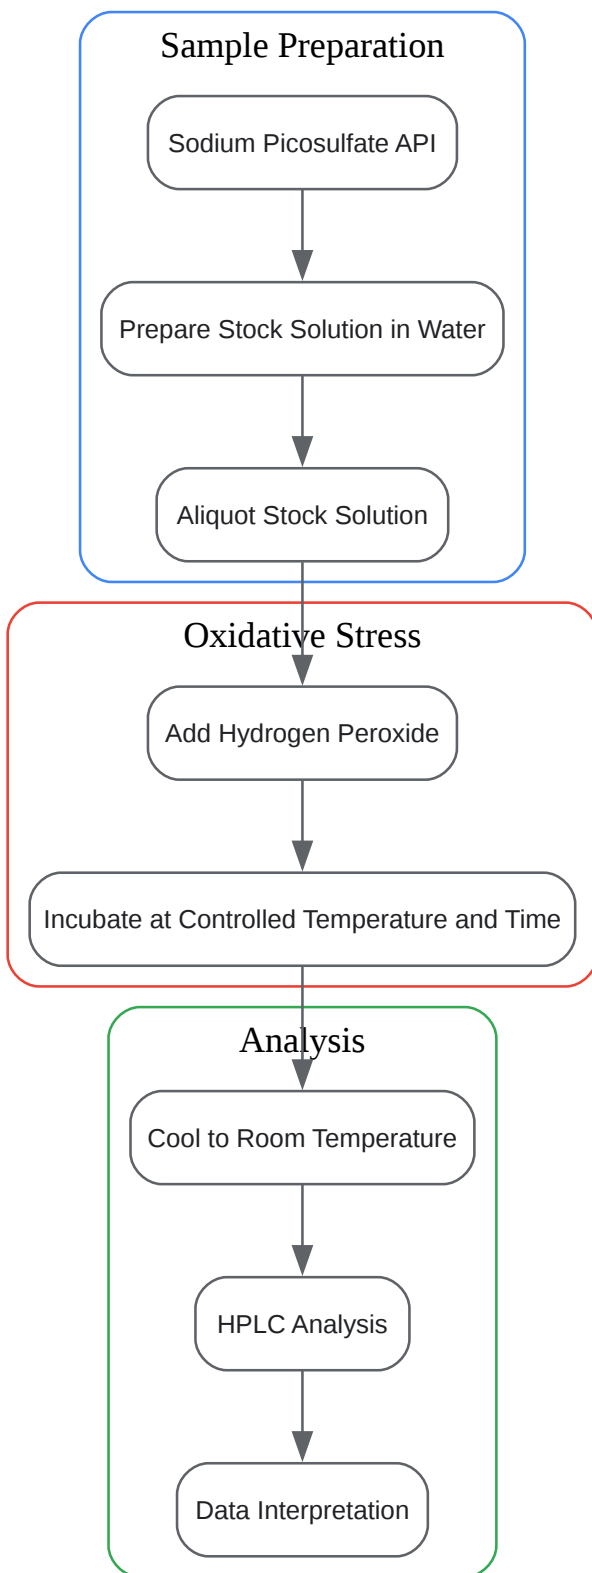 Sample Preparation
Sodium Picosulfate API
Prepare Stock Solution in Water
Aliquot Stock Solution
Oxidative Stress
Add Hydrogen Peroxide
Incubate at Controlled Temperature and Time
Analysis
Cool to Room Temperature
HPLC Analysis
Data Interpretation